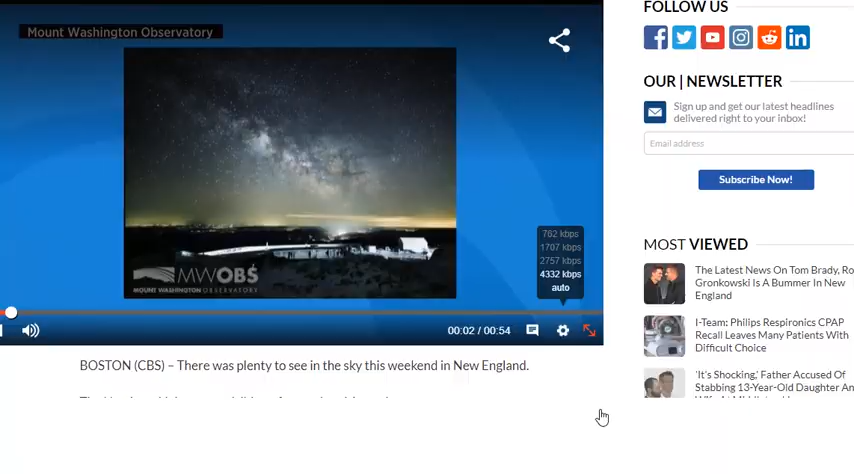 Mount Washington Observatory
MWOBS
MOUNT WASHINGTON OBSERVATORY
762 kbps
1707 kbps
2757 kbps
4332 kbps
auto
00:02 / 00:54
BOSTON (CBS) – There was plenty to see in the sky this weekend in New England.
FOLLOW US
OUR | NEWSLETTER
Sign up and get our latest headlines
delivered right to your inbox!
Email address
Subscribe Now!
MOST VIEWED
The Latest News On Tom Brady, Ro
Gronkowski Is A Bummer In New
England
I-Team: Philips Respironics CPAP
Recall Leaves Many Patients With
Difficult Choice
'It's Shocking,' Father Accused Of
Stabbing 13-Year-Old Daughter An